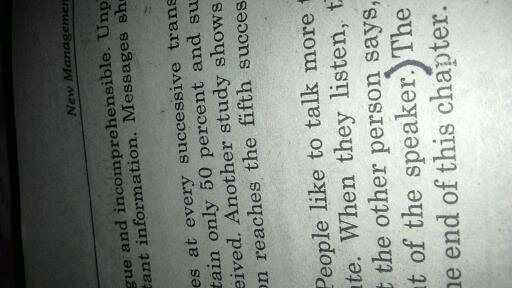 New Managemen
gue and incomprehensible. Unp
tant information. Messages sho
es at every successive trans
tain only 50 percent and su
eived. Another study shows
on reaches the fifth succes
People like to talk more t
te. When they listen, t
t the other person says,
t of the speaker.) The
he end of this chapter.